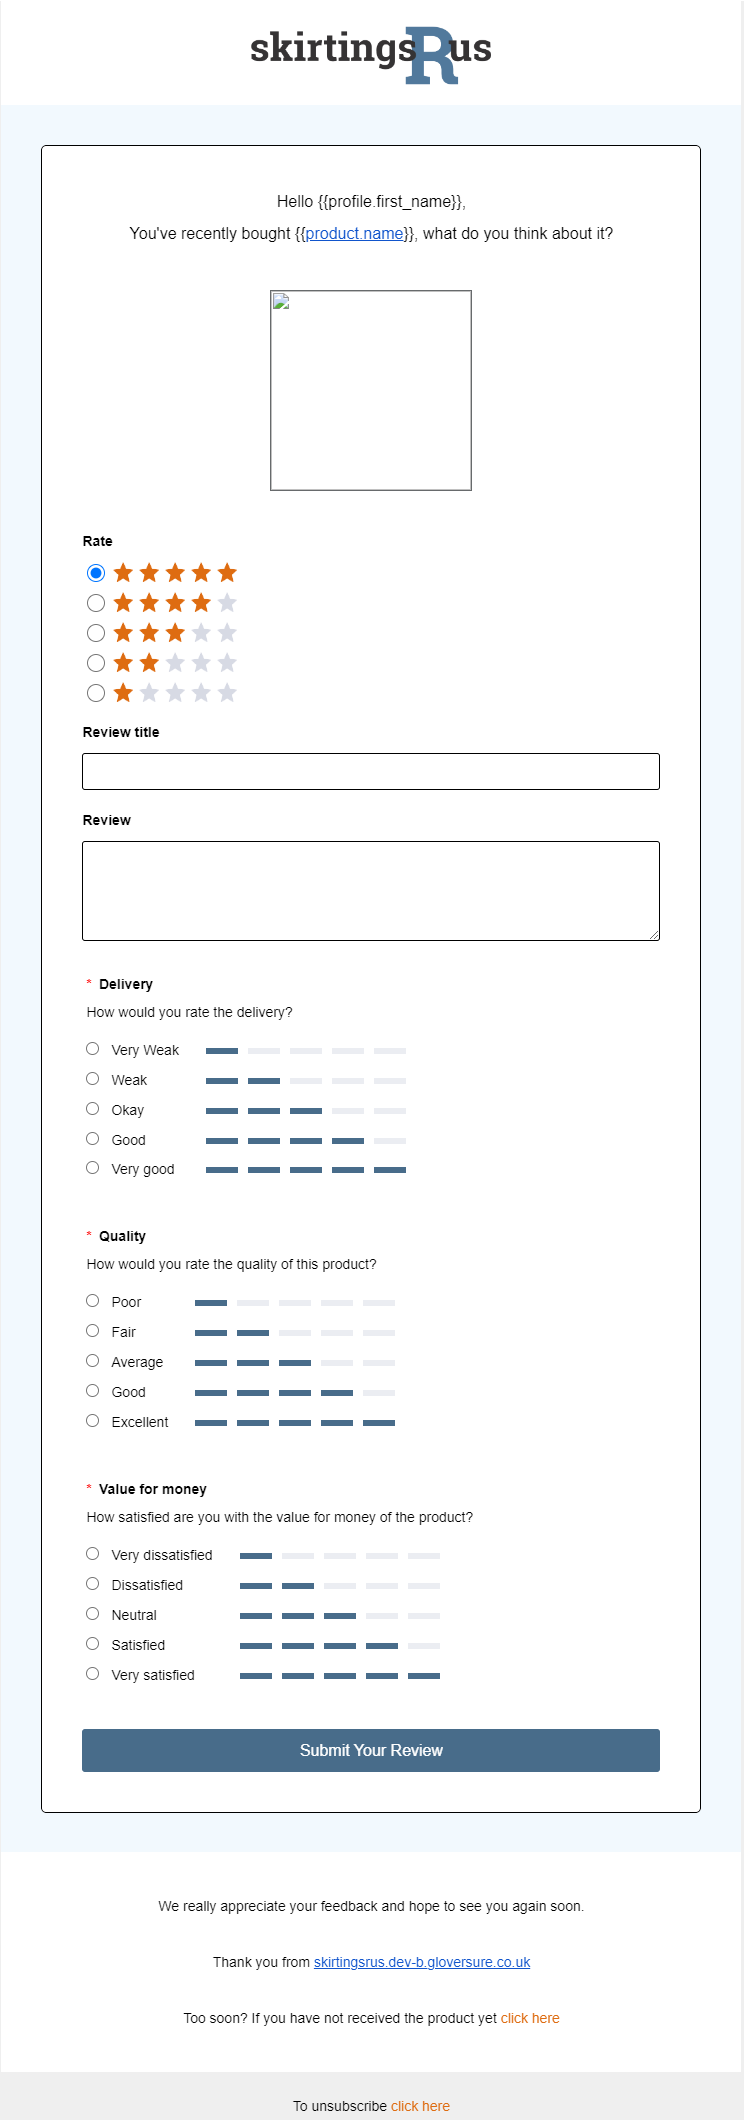 skirtingsRus
Hello {{profile.first_name}},
You've recently bought {{product.name}}, what do you think about it?
Rate
Review title
Review
* Delivery
How would you rate the delivery?
Very Weak
Weak
Okay
Good
Very good
* Quality
How would you rate the quality of this product?
Poor
Fair
Average
Good
Excellent
* Value for money
How satisfied are you with the value for money of the product?
Very dissatisfied
Dissatisfied
Neutral
Satisfied
Very satisfied
Submit Your Review
We really appreciate your feedback and hope to see you again soon.
Thank you from skirtingsrus.dev-b.gloversure.co.uk
Too soon? If you have not received the product yet click here
To unsubscribe click here